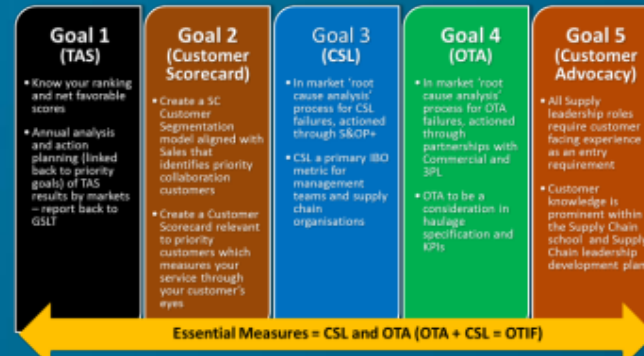 Goal 1
(TAS)
• Know your ranking
and net favorable
scores
• Annual analysis
and action
planning (linked
back to priority
goals) of TAS
results by markets
– report back to
GSLT
Goal 2
(Customer
Scorecard)
• Create a SC
Customer
Segmentation
model aligned with
Sales that
identifies priority
collaboration
customers
• Create a Customer
Scorecard relevant
to priority
customers which
measures your
service through
your customer's
eyes
Goal 3
(CSL)
• In market 'root
cause analysis'
process for CSL
failures, actioned
through S&OP+
• CSL a primary IBO
metric for
management
teams and supply
chain
organisations
Goal 4
(OTA)
• In market 'root
cause analysis'
process for OTA
failures, actioned
through
partnerships with
Commercial and
3PL
• OTA to be a
consideration in
haulage
specification and
KPIs
Goal 5
(Customer
Advocacy)
• All Supply
leadership roles
require customer
facing experience
as an entry
requirement
• Customer
knowledge is
prominent within
the Supply Chain
school and Supply
Chain leadership
development plan
Essential Measures = CSL and OTA (OTA + CSL = OTIF)